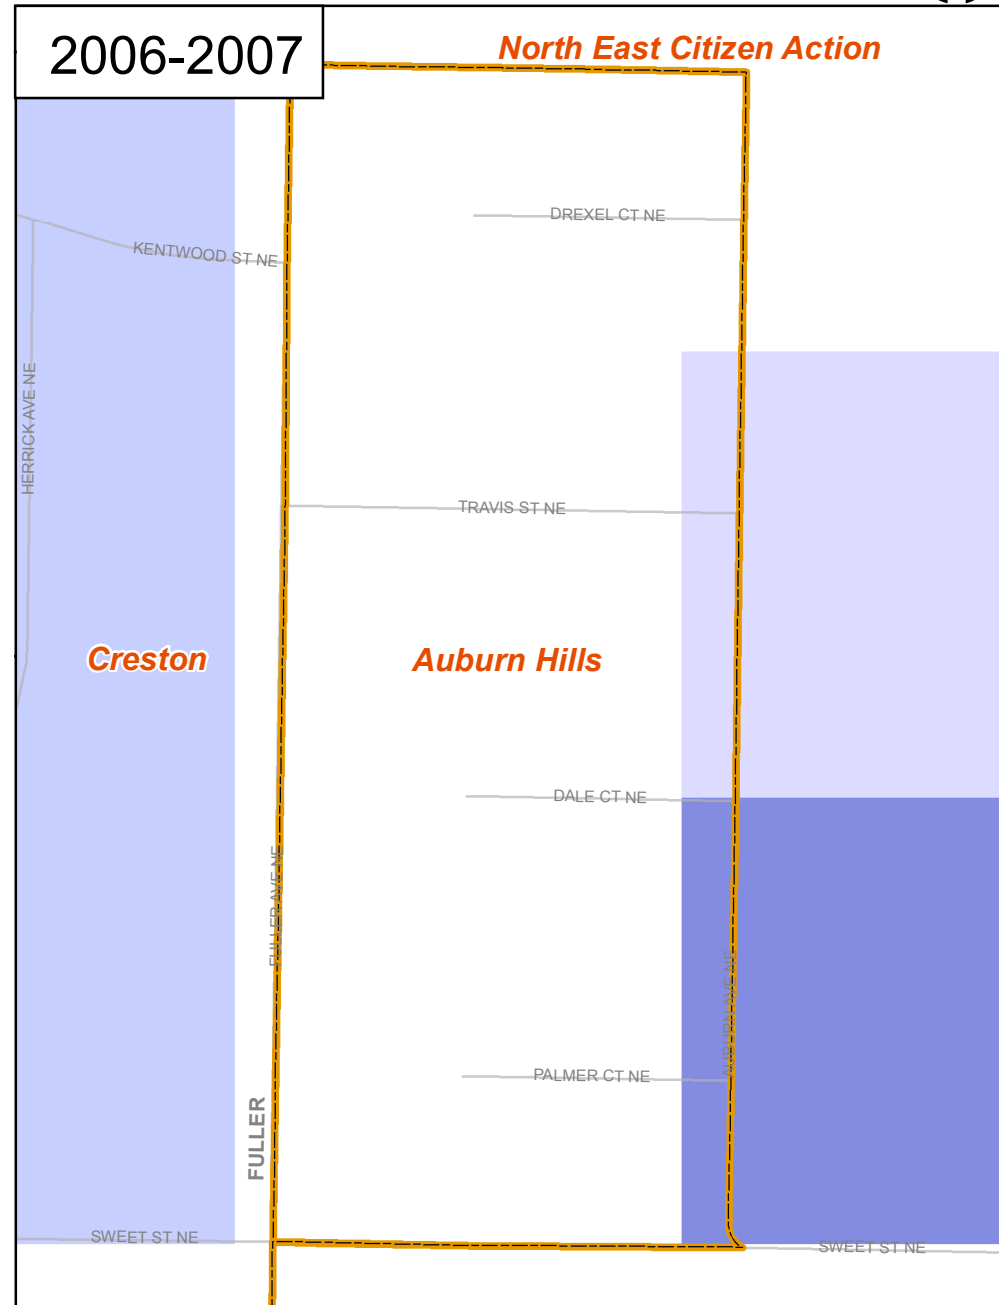 2006-2007
North East Citizen Action
DREXEL CT NE
KENTWOOD ST NE
HERRICK AVE NE
TRAVIS ST NE
Creston
Auburn Hills
DALE CT NE
FULLER AVE NE
AUBURN AVE NE
PALMER CT NE
FULLER
SWEET ST NE
SWEET ST NE